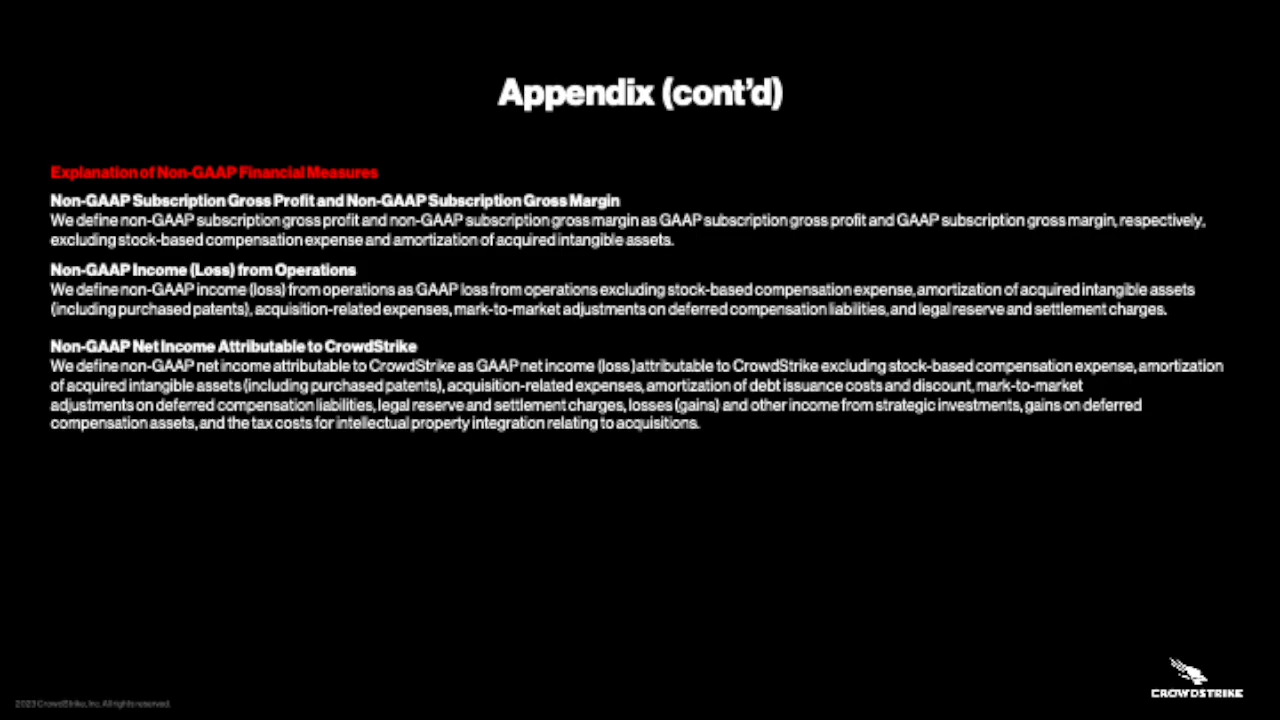 Appendix (cont’d)
Explanation of Non-GAAP Financial Measures
Non-GAAP Subscription Gross Profit and Non-GAAP Subscription Gross Margin
We define non-GAAP subscription gross profit and non-GAAP subscription gross margin as GAAP subscription gross profit and GAAP subscription gross margin, respectively,
excluding stock-based compensation expense and amortization of acquired intangible assets.
Non-GAAP Income (Loss) from Operations
We define non-GAAP income (loss) from operations as GAAP loss from operations excluding stock-based compensation expense, amortization of acquired intangible assets
(including purchased patents), acquisition-related expenses, mark-to-market adjustments on deferred compensation liabilities, and legal reserve and settlement charges.
Non-GAAP Net Income Attributable to CrowdStrike
We define non-GAAP net income attributable to CrowdStrike as GAAP net income (loss) attributable to CrowdStrike excluding stock-based compensation expense, amortization
of acquired intangible assets (including purchased patents), acquisition-related expenses, amortization of debt issuance costs and discount, mark-to-market
adjustments on deferred compensation liabilities, legal reserve and settlement charges, losses (gains) and other income from strategic investments, gains on deferred
compensation assets, and the tax costs for intellectual property integration relating to acquisitions.
2023 CrowdStrike, Inc. All rights reserved.
CROWDSTRIKE